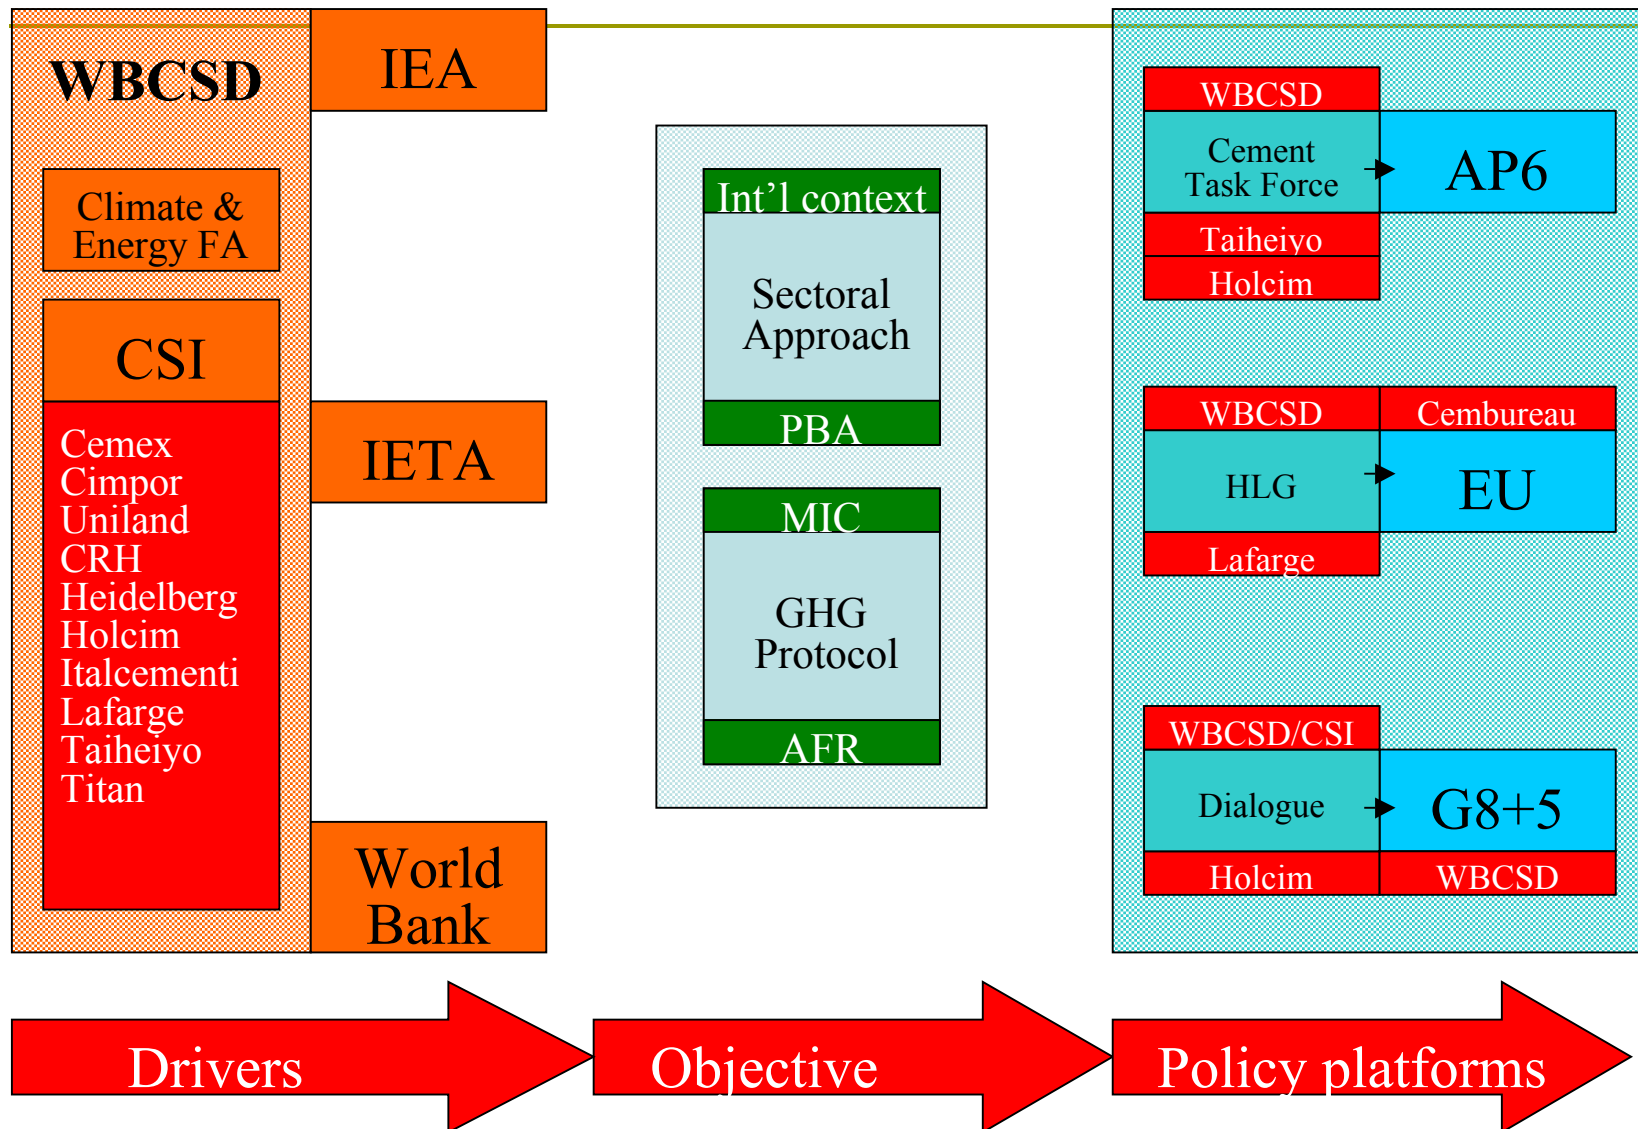 WBCSD
Climate &
Energy FA
CSI
Cemex
Cimpor
Uniland
CRH
Heidelberg
Holcim
Italcementi
Lafarge
Taiheiyo
Titan
IEA
IETA
World
Bank
Int’l context
Sectoral
Approach
PBA
MIC
GHG
Protocol
AFR
WBCSD
Cement
Task Force
AP6
Taiheiyo
Holcim
WBCSD
Cembureau
HLG
EU
Lafarge
WBCSD/CSI
Dialogue
G8+5
Holcim
WBCSD
Drivers
Objective
Policy platforms